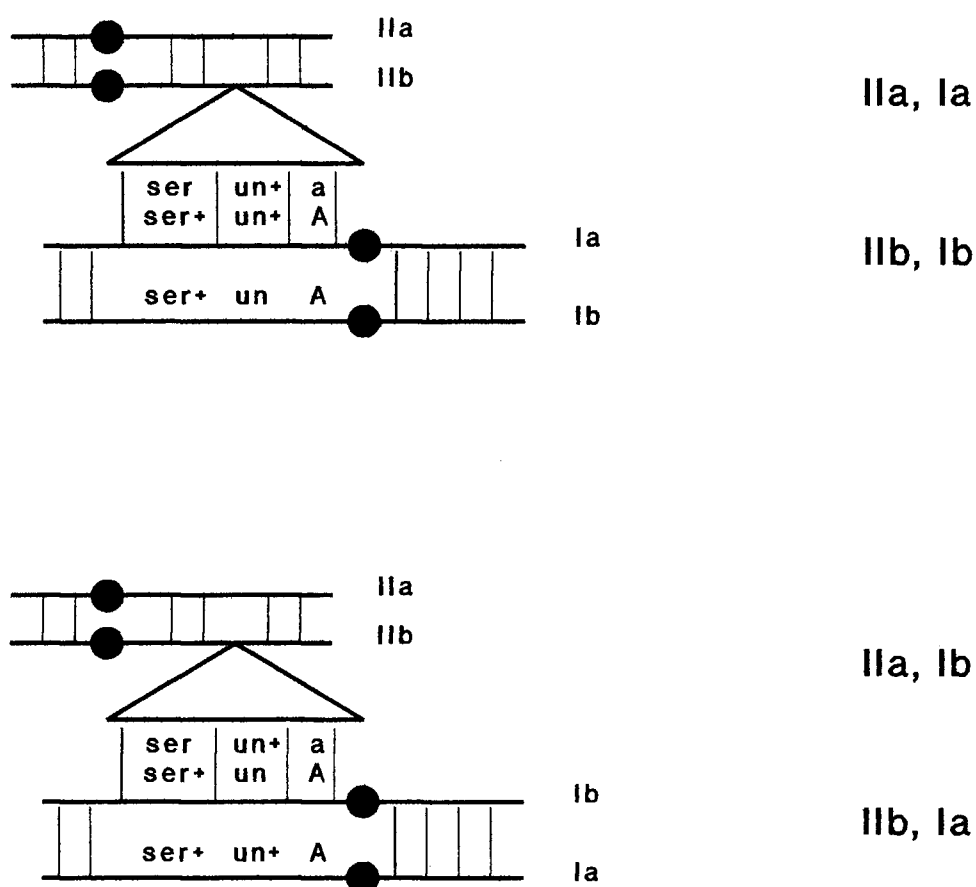 IIa
IIb
IIa, Ia
ser un+ a
ser+ un+ A
Ia
IIb, Ib
ser+ un A
Ib
IIa
IIb
IIa, Ib
ser un+ a
ser+ un A
Ib
IIb, Ia
ser+ un+ A
Ia